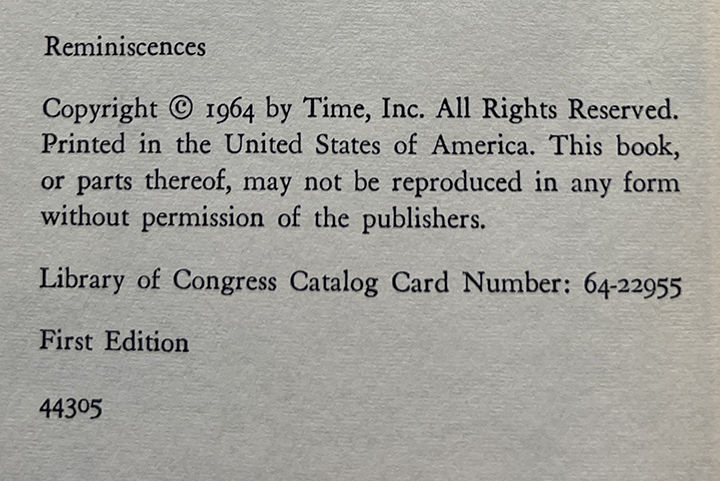 Reminiscences
Copyright © 1964 by Time, Inc. All Rights Reserved.
Printed in the United States of America. This book,
or parts thereof, may not be reproduced in any form
without permission of the publishers.
Library of Congress Catalog Card Number: 64-22955
First Edition
44305